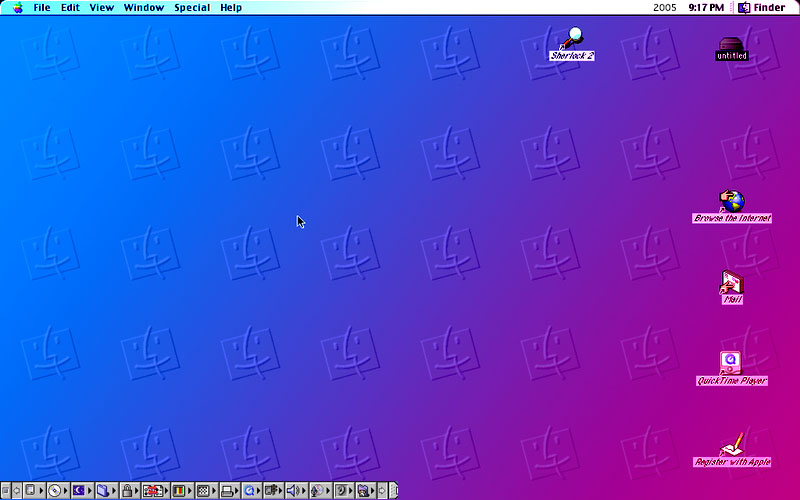 File Edit View Window Special Help 2005 9:17 PM Finder
Sherlock 2
untitled
Browse the Internet
Mail
QuickTime Player
Register with Apple